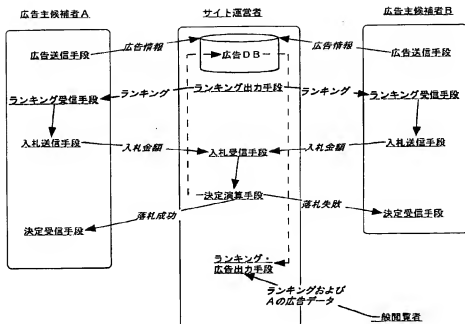 広告主候補者A
サイト運営者
広告主候補者B
広告送信手段
広告情報
広告DB
広告情報
広告送信手段
ランキング受信手段
ランキング
ランキング出力手段
ランキング
ランキング受信手段
入札送信手段
入札金額
入札受信手段
入札金額
入札送信手段
決定演算手段
落札成功
落札失敗
決定受信手段
決定受信手段
ランキング・
広告出力手段
ランキングおよび
Aの広告データ
一般閲覧者